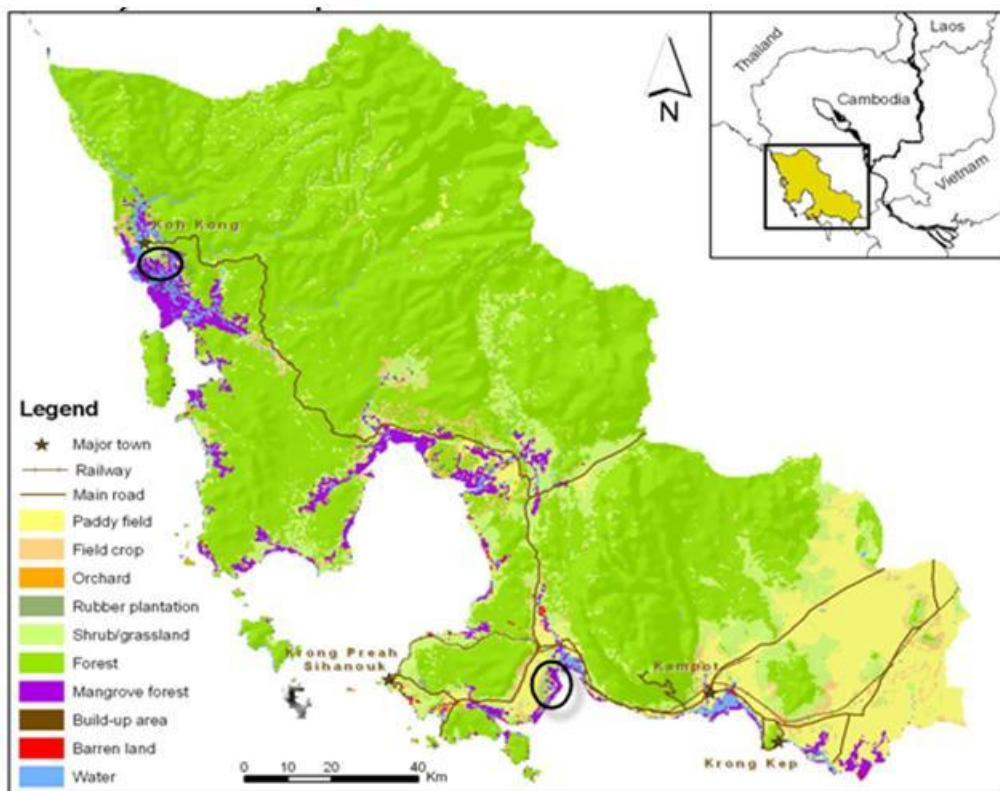 Thailand
Laos
Cambodia
Vietnam
N
Koh Kong
Legend
Major town
Railway
Main road
Paddy field
Field crop
Orchard
Rubber plantation
Shrub/grassland
Forest
Mangrove forest
Build-up area
Barren land
Water
Krong Preah
Sihanouk
Kampot
Krong Kep
0 10 20 40
Km